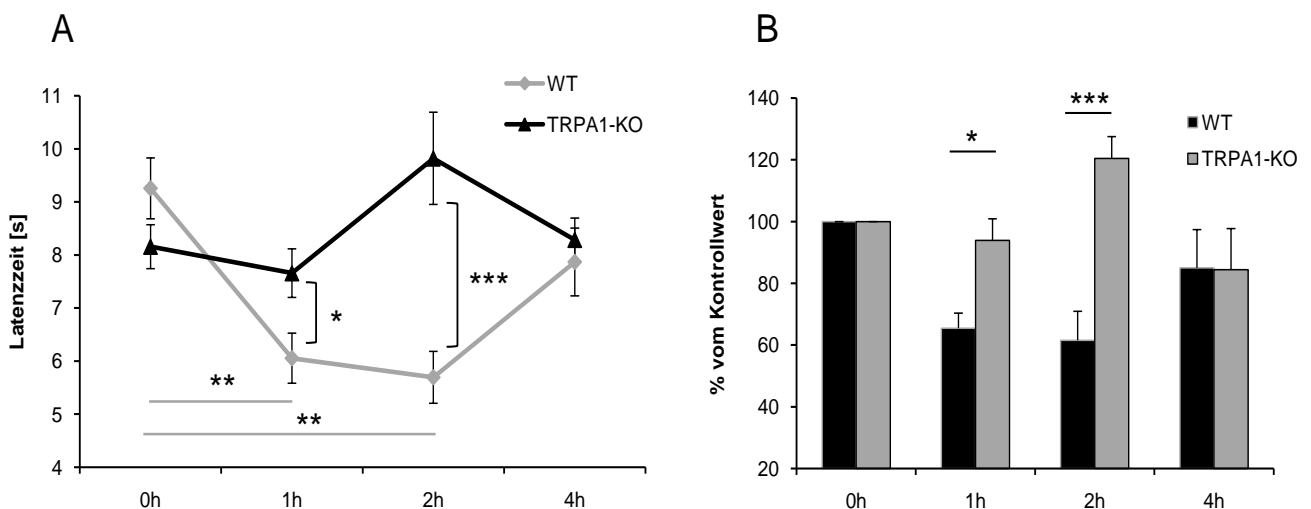 A
WT
TRPA1-KO
Latenzzeit [s]
11
10
9
8
7
6
5
4
*
***
**
**
0h
1h
2h
4h
B
% vom Kontrollwert
140
120
100
80
60
40
20
*
***
WT
TRPA1-KO
0h
1h
2h
4h